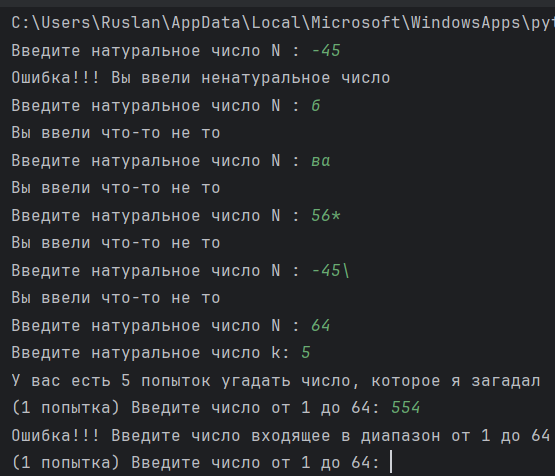 C:\Users\Ruslan\AppData\Local\Microsoft\WindowsApps\pyt
Введите натуральное число N : -45
Ошибка!!! Вы ввели ненатуральное число
Введите натуральное число N : б
Вы ввели что-то не то
Введите натуральное число N : ва
Вы ввели что-то не то
Введите натуральное число N : 56*
Вы ввели что-то не то
Введите натуральное число N : -45\
Вы ввели что-то не то
Введите натуральное число N : 64
Введите натуральное число k: 5
У вас есть 5 попыток угадать число, которое я загадал
(1 попытка) Введите число от 1 до 64: 554
Ошибка!!! Введите число входящее в диапазон от 1 до 64
(1 попытка) Введите число от 1 до 64: